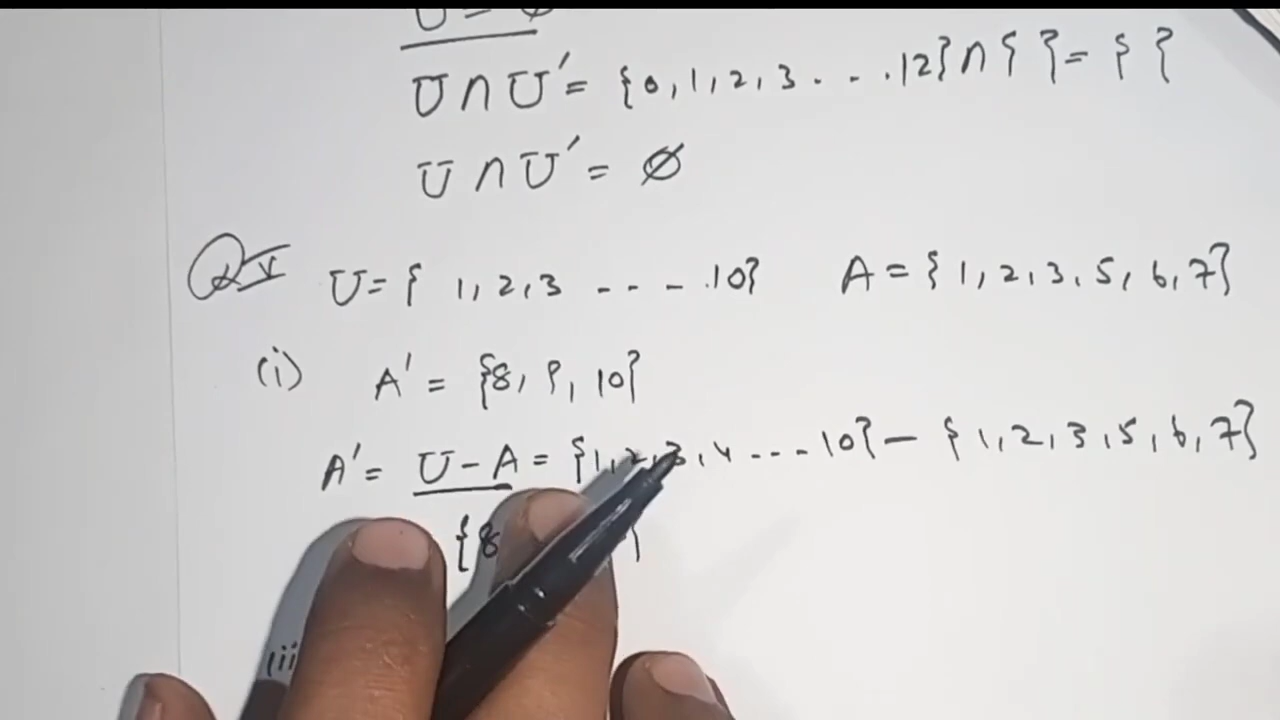 U ∩ U′ = {0, 1, 2, 3 . - . .12} ∩ { } = { }
U ∩ U′ = ∅
Q V U = { 1, 2, 3 - - - .10} A = { 1, 2, 3, 5, 6, 7}
(i) A′ = {8, 9, 10}
A′ = U - A = {1, 2, 3, 4 - - - 10} - { 1, 2, 3, 5, 6, 7}
{8 }
(ii